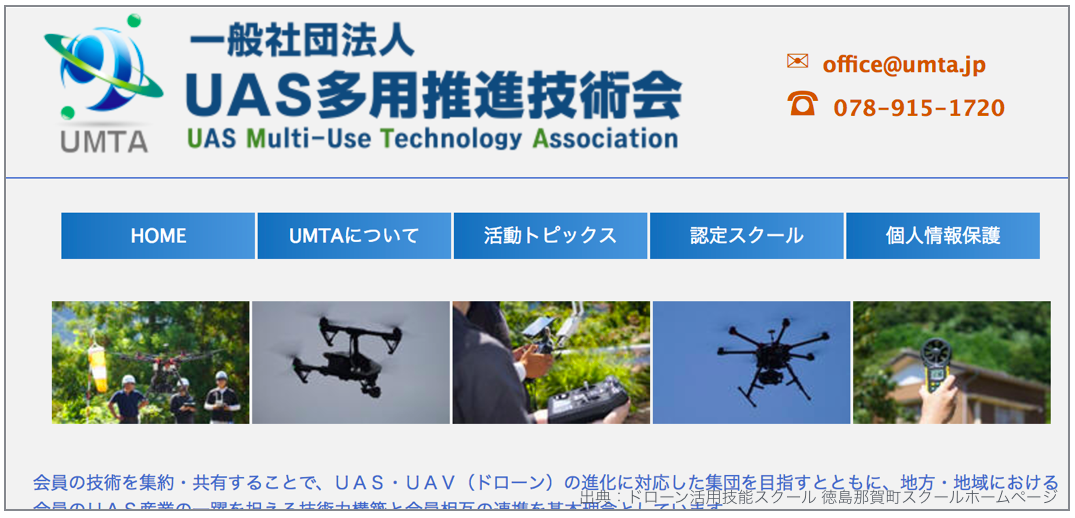 一般社団法人
UAS多用推進技術会
UAS Multi-Use Technology Association
UMTA
office@umta.jp
078-915-1720
HOME
UMTAについて
活動トピックス
認定スクール
個人情報保護
会員の技術を集約・共有することで、ＵＡＳ・ＵＡＶ（ドローン）の進化に対応した集団を目指すとともに、地方・地域における
会員のＵＡＳ産業の一躍を担える技術力構築と会員相互の連携を基本理念としています
出典：ドローン活用技能スクール 徳島那賀町スクールホームページ